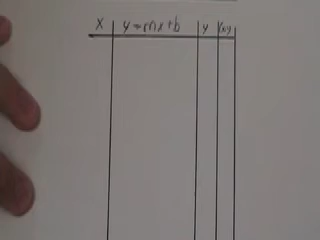 x y=mx+b y (x,y)